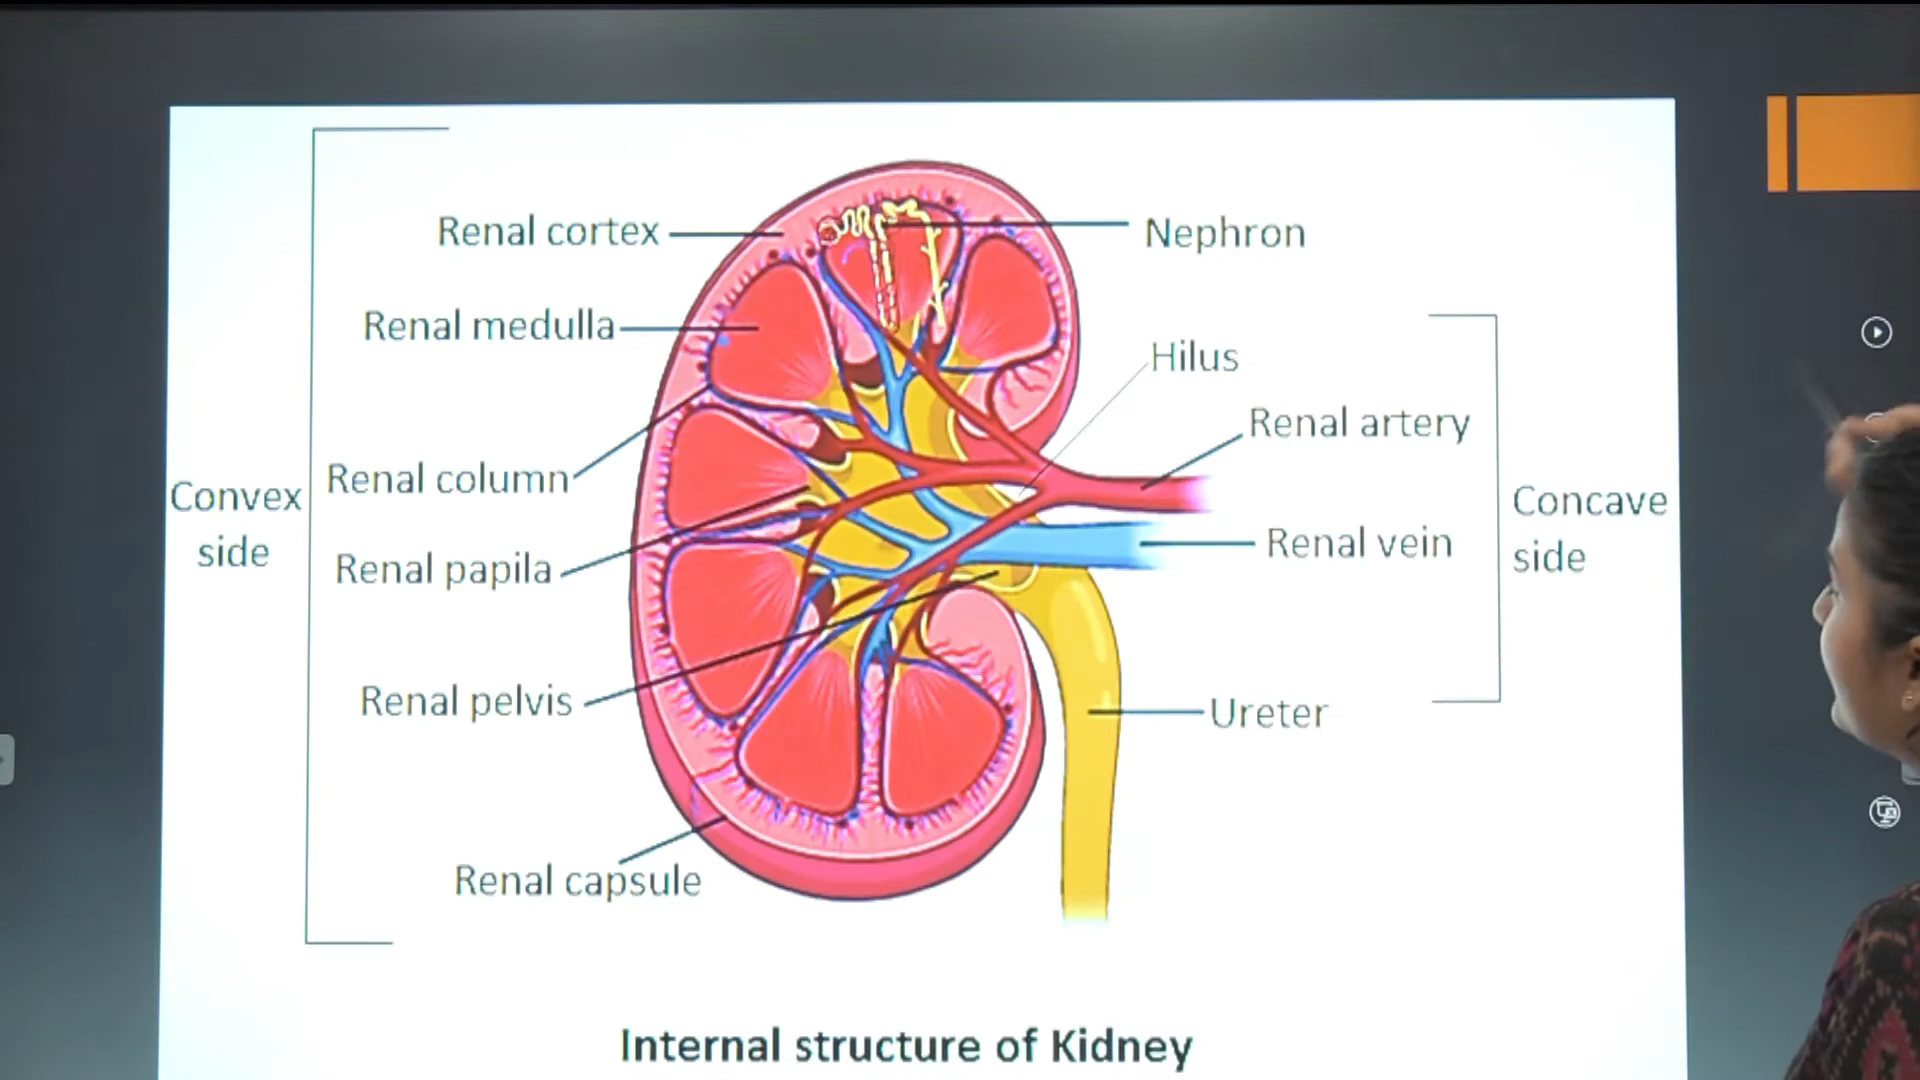 Renal cortex
Nephron
Renal medulla
Hilus
Renal artery
Renal column
Convex
side
Concave
side
Renal vein
Renal papila
Renal pelvis
Ureter
Renal capsule
Internal structure of Kidney